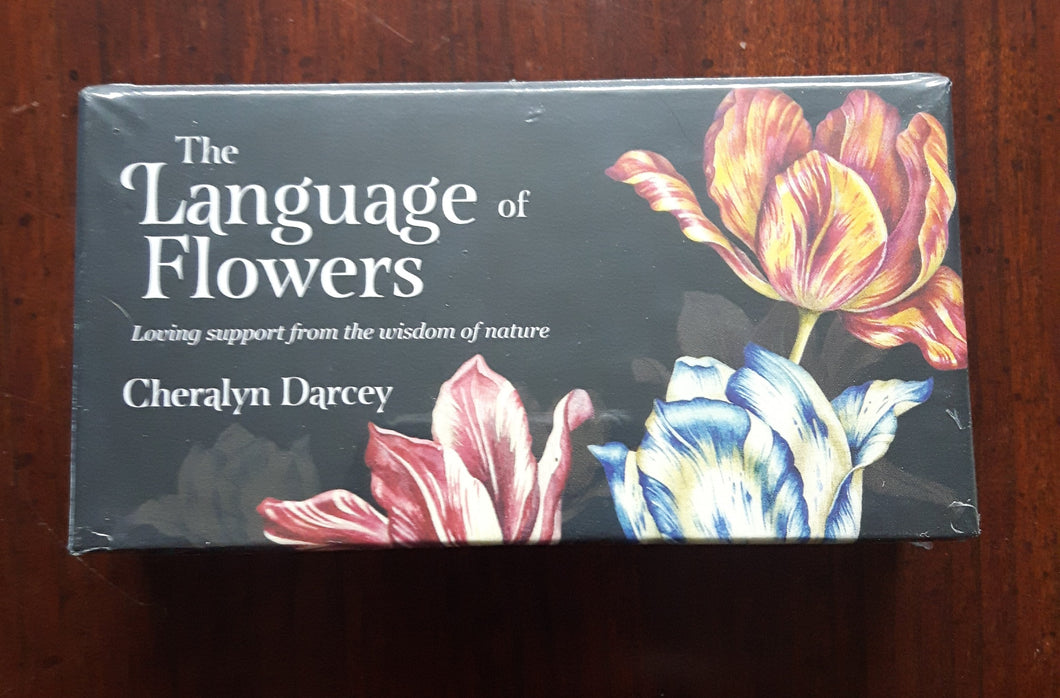 The
Language of
Flowers
Loving support from the wisdom of nature
Cheralyn Darcey